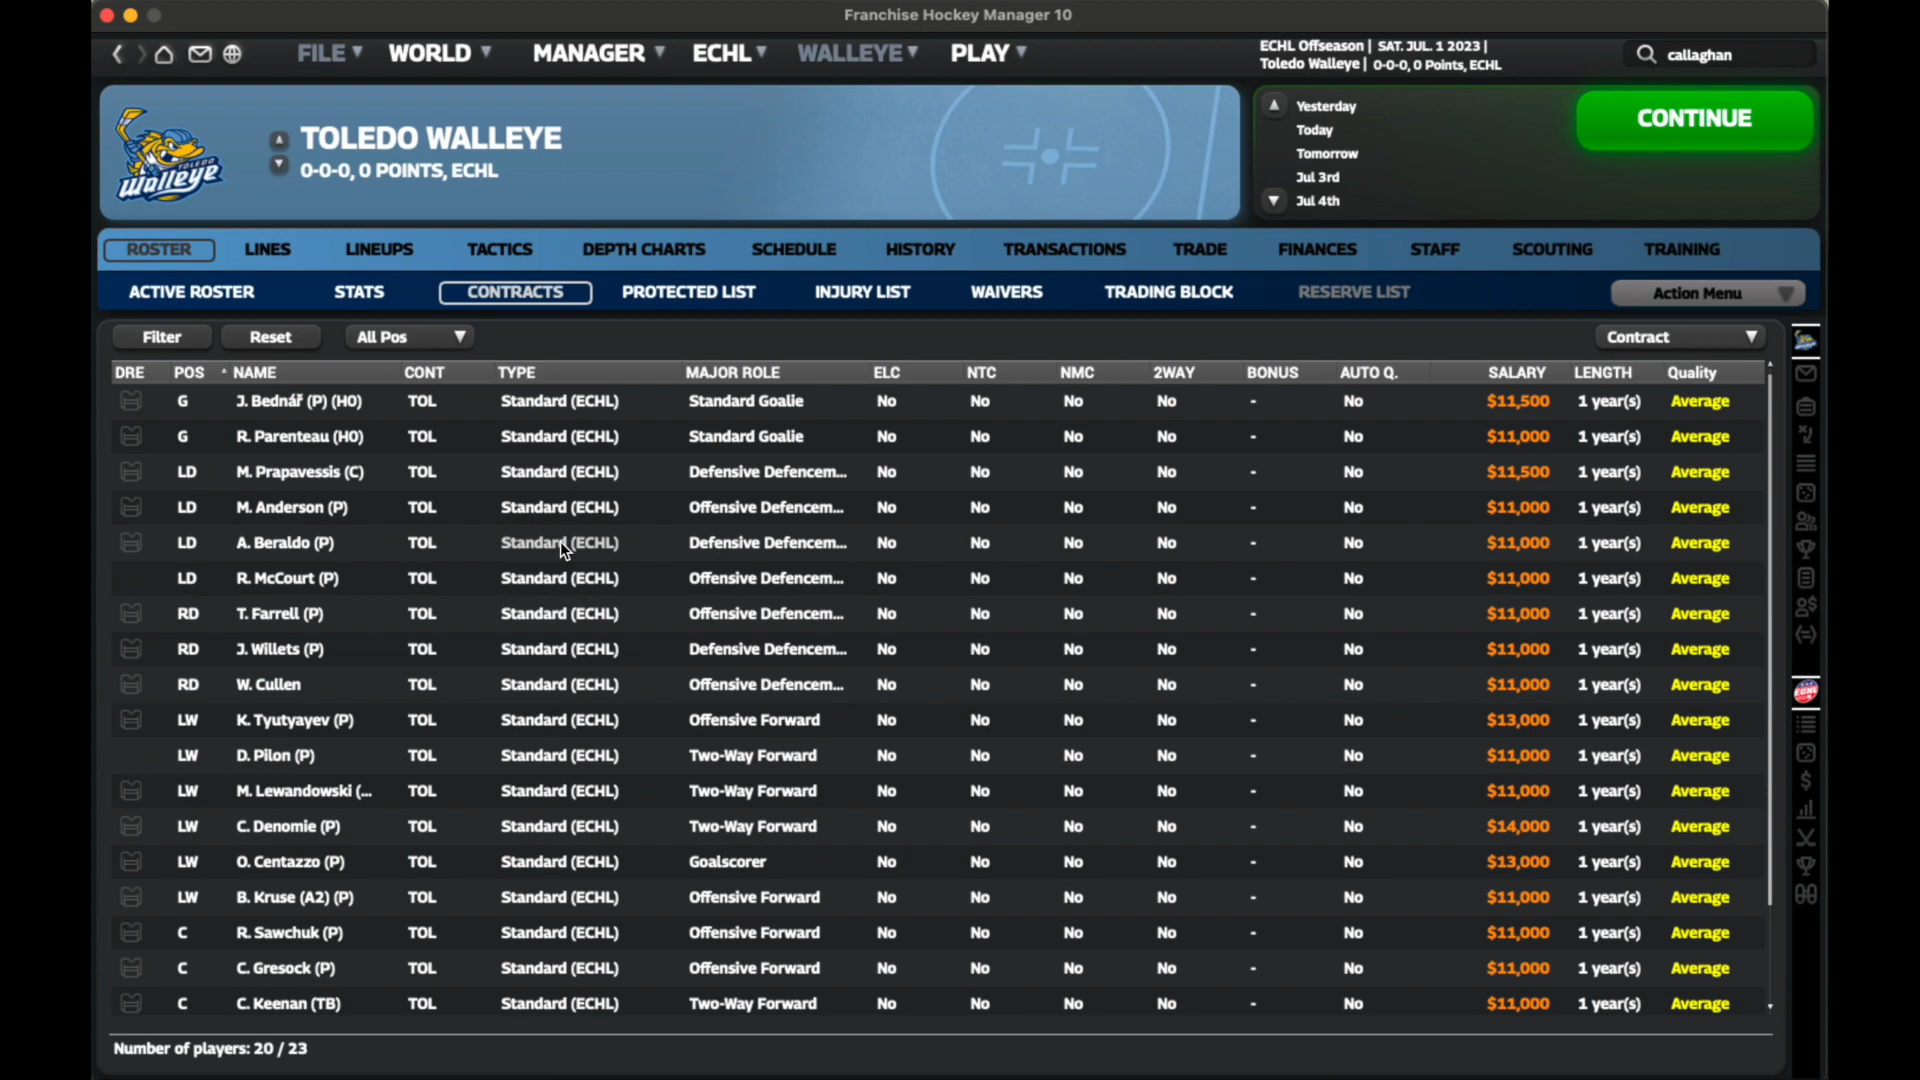 Franchise Hockey Manager 10
FILE WORLD MANAGER ECHL WALLEYE PLAY
ECHL Offseason | SAT. JUL. 1 2023 |
Toledo Walleye | 0-0-0, 0 Points, ECHL
callaghan
TOLEDO Walleye
TOLEDO WALLEYE
0-0-0, 0 POINTS, ECHL
Yesterday
Today
Tomorrow
Jul 3rd
Jul 4th
CONTINUE
ROSTER LINES LINEUPS TACTICS DEPTH CHARTS SCHEDULE HISTORY TRANSACTIONS TRADE FINANCES STAFF SCOUTING TRAINING
ACTIVE ROSTER STATS CONTRACTS PROTECTED LIST INJURY LIST WAIVERS TRADING BLOCK RESERVE LIST Action Menu
Filter Reset All Pos Contract
DRE POS NAME CONT TYPE MAJOR ROLE ELC NTC NMC 2WAY BONUS AUTO Q. SALARY LENGTH Quality
G J. Bednář (P) (HO) TOL Standard (ECHL) Standard Goalie No No No No - No $11,500 1 year(s) Average
G R. Parenteau (HO) TOL Standard (ECHL) Standard Goalie No No No No - No $11,000 1 year(s) Average
LD M. Prapavessis (C) TOL Standard (ECHL) Defensive Defencem... No No No No - No $11,500 1 year(s) Average
LD M. Anderson (P) TOL Standard (ECHL) Offensive Defencem... No No No No - No $11,000 1 year(s) Average
LD A. Beraldo (P) TOL Standard (ECHL) Defensive Defencem... No No No No - No $11,000 1 year(s) Average
LD R. McCourt (P) TOL Standard (ECHL) Offensive Defencem... No No No No - No $11,000 1 year(s) Average
RD T. Farrell (P) TOL Standard (ECHL) Offensive Defencem... No No No No - No $11,000 1 year(s) Average
RD J. Willets (P) TOL Standard (ECHL) Defensive Defencem... No No No No - No $11,000 1 year(s) Average
RD W. Cullen TOL Standard (ECHL) Offensive Defencem... No No No No - No $11,000 1 year(s) Average
LW K. Tyutyayev (P) TOL Standard (ECHL) Offensive Forward No No No No - No $13,000 1 year(s) Average
LW D. Pilon (P) TOL Standard (ECHL) Two-Way Forward No No No No - No $11,000 1 year(s) Average
LW M. Lewandowski (... TOL Standard (ECHL) Two-Way Forward No No No No - No $11,000 1 year(s) Average
LW C. Denomie (P) TOL Standard (ECHL) Two-Way Forward No No No No - No $14,000 1 year(s) Average
LW O. Centazzo (P) TOL Standard (ECHL) Goalscorer No No No No - No $13,000 1 year(s) Average
LW B. Kruse (A2) (P) TOL Standard (ECHL) Offensive Forward No No No No - No $11,000 1 year(s) Average
C R. Sawchuk (P) TOL Standard (ECHL) Offensive Forward No No No No - No $11,000 1 year(s) Average
C C. Gresock (P) TOL Standard (ECHL) Offensive Forward No No No No - No $11,000 1 year(s) Average
C C. Keenan (TB) TOL Standard (ECHL) Two-Way Forward No No No No - No $11,000 1 year(s) Average
Number of players: 20 / 23
ECHL